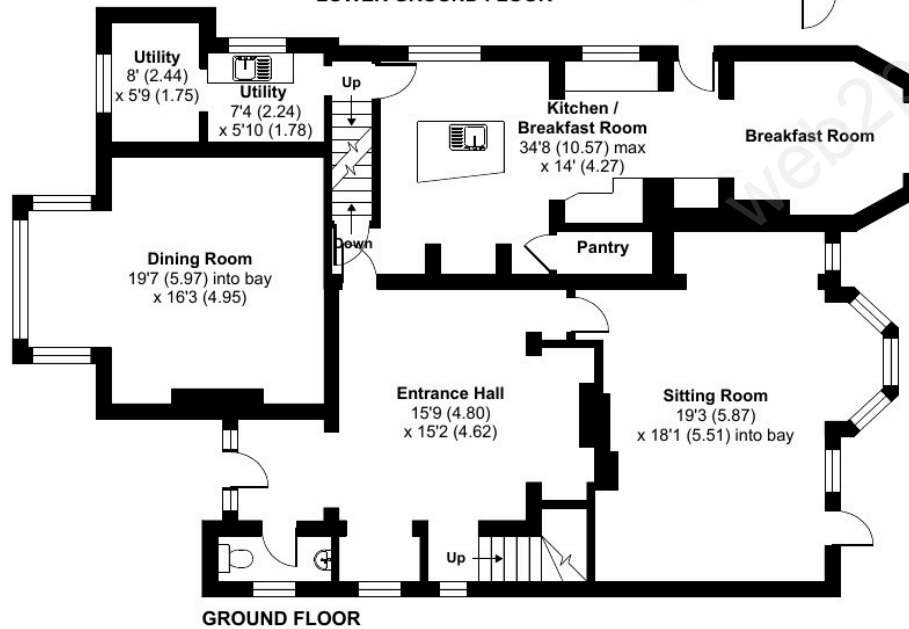 LOWER GROUND FLOOR
Utility
8' (2.44)
x 5'9 (1.75)
Utility
7'4 (2.24)
x 5'10 (1.78)
Up
Kitchen /
Breakfast Room
34'8 (10.57) max
x 14' (4.27)
Breakfast Room
Down
Pantry
Dining Room
19'7 (5.97) into bay
x 16'3 (4.95)
Entrance Hall
15'9 (4.80)
x 15'2 (4.62)
Sitting Room
19'3 (5.87)
x 18'1 (5.51) into bay
Up
GROUND FLOOR